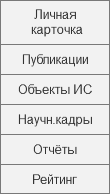 Личная
карточка
Публикации
Объекты ИС
Научн.кадры
Отчёты
Рейтинг